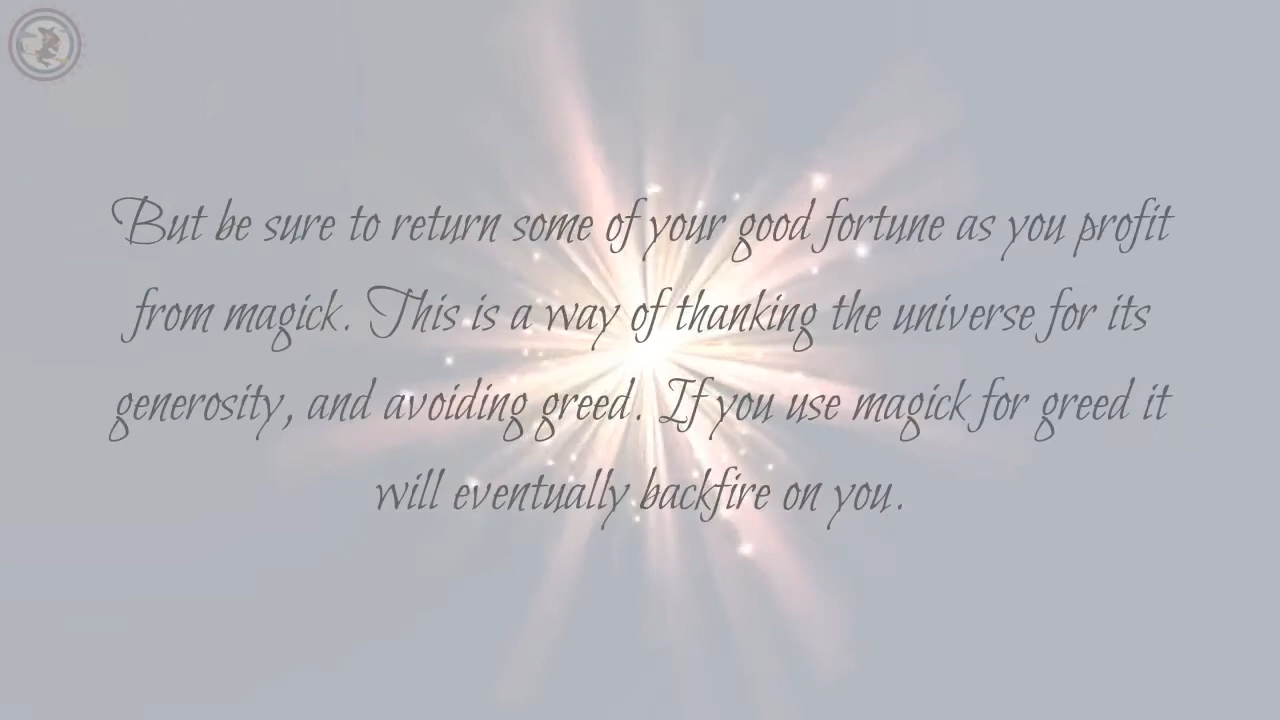 But be sure to return some of your good fortune as you profit
from magick. This is a way of thanking the universe for its
generosity, and avoiding greed. If you use magick for greed it
will eventually backfire on you.